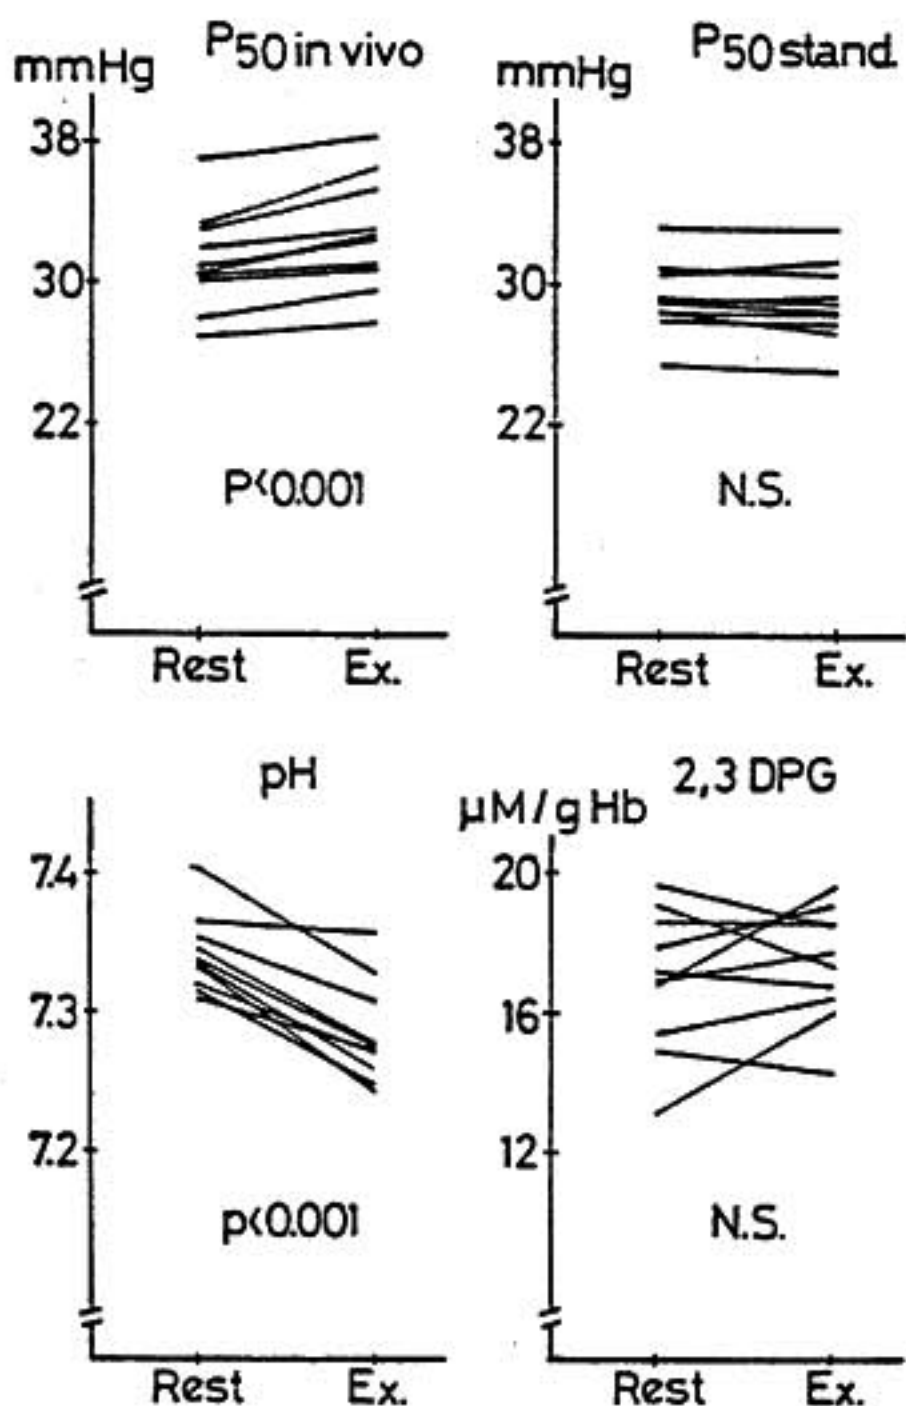 P50 in vivo
mmHg
38
30
22
P<0.001
Rest Ex.
P50 stand.
mmHg
38
30
22
N.S.
Rest Ex.
pH
7.4
7.3
7.2
p<0.001
Rest Ex.
2,3 DPG
µM/g Hb
20
16
12
N.S.
Rest Ex.